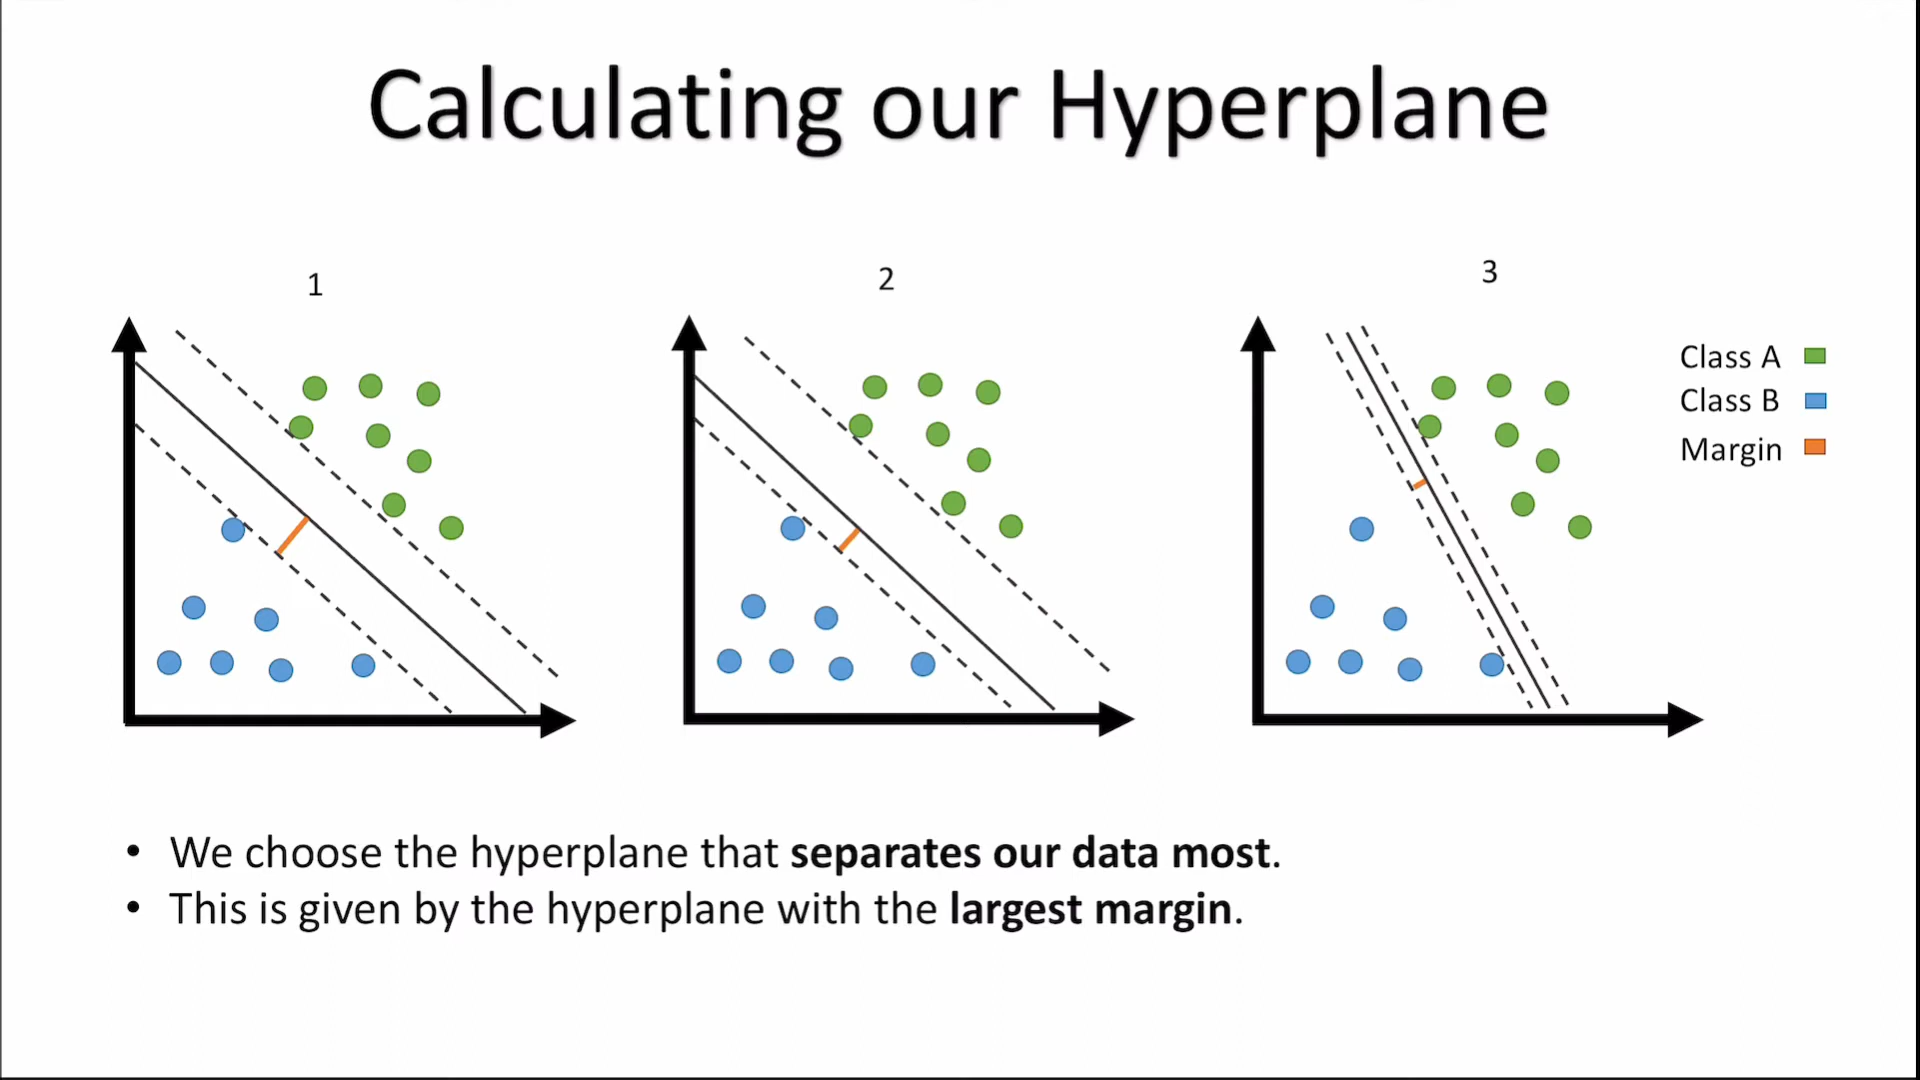 Calculating our Hyperplane
1
2
3
Class A
Class B
Margin
• We choose the hyperplane that separates our data most.
• This is given by the hyperplane with the largest margin.